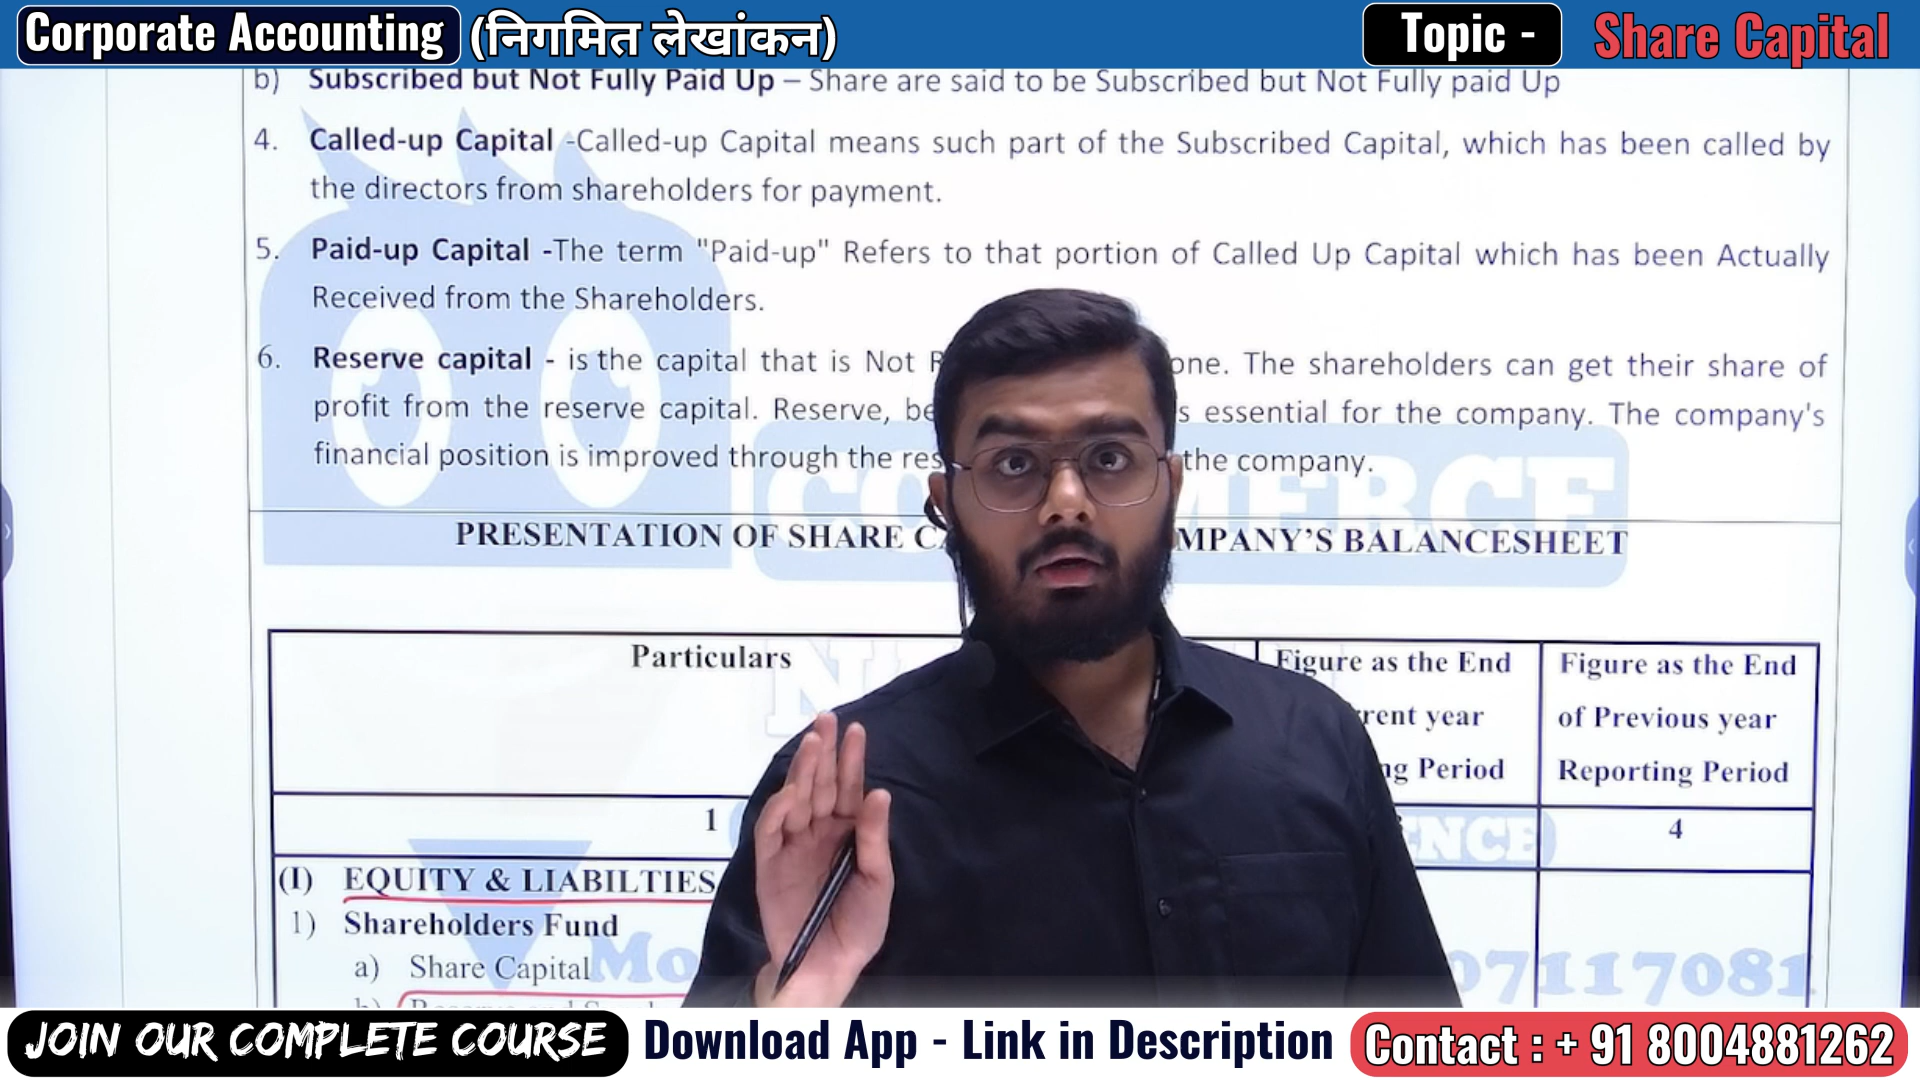 Corporate Accounting (निगमित लेखांकन) Topic - Share Capital
b) Subscribed but Not Fully Paid Up – Share are said to be Subscribed but Not Fully paid Up
4. Called-up Capital -Called-up Capital means such part of the Subscribed Capital, which has been called by
the directors from shareholders for payment.
5. Paid-up Capital -The term "Paid-up" Refers to that portion of Called Up Capital which has been Actually
Received from the Shareholders.
6. Reserve capital - is the capital that is Not one. The shareholders can get their share of
profit from the reserve capital. Reserve, essential for the company. The company's
financial position is improved through the the company.
PRESENTATION OF SHARE BALANCESHEET
Particulars
Figure as the End
year
Period
Figure as the End
of Previous year
Reporting Period
1
4
(I) EQUITY & LIABILTIES
1) Shareholders Fund
a) Share Capital
07117081
JOIN OUR COMPLETE COURSE Download App - Link in Description Contact : + 91 8004881262